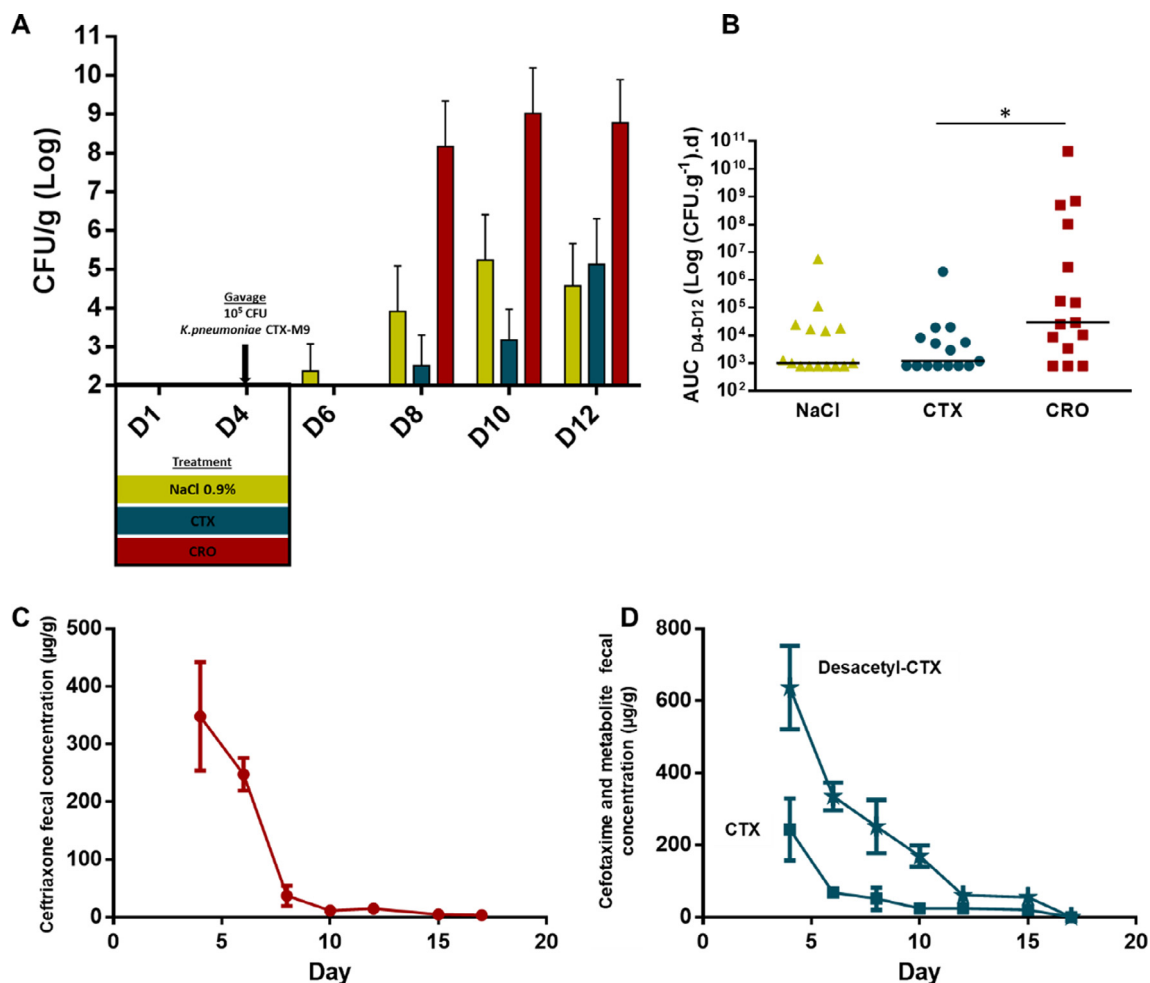 A
CFU/g (Log)
11
10
9
8
7
6
5
4
3
2
Gavage
10⁵ CFU
K.pneumoniae CTX-M9
D1 D4 D6 D8 D10 D12
Treatment
NaCl 0.9%
CTX
CRO
B
*
AUC D4-D12 (Log (CFU.g⁻¹).d)
10¹¹
10¹⁰
10⁹
10⁸
10⁷
10⁶
10⁵
10⁴
10³
10²
NaCl CTX CRO
C
Ceftriaxone fecal concentration (µg/g)
500
400
300
200
100
0
0 5 10 15 20
Day
D
Cefotaxime and metabolite fecal
concentration (µg/g)
800
600
400
200
0
Desacetyl-CTX
CTX
0 5 10 15 20
Day